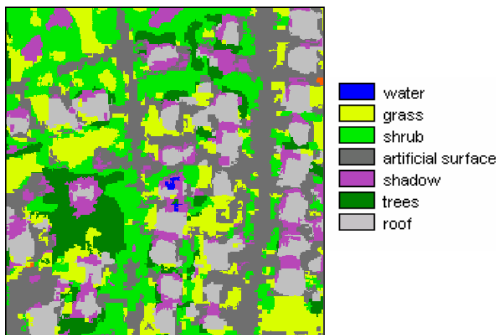 water
grass
shrub
artificial surface
shadow
trees
roof